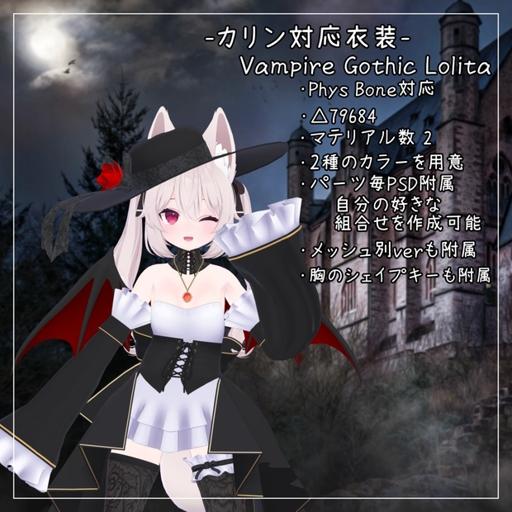 -カリン対応衣装-
Vampire Gothic Lolita
・Phys Bone対応
・△79684
・マテリアル数 2
・2種のカラーを用意
・パーツ毎PSD附属
自分の好きな
組合せを作成可能
・メッシュ別verも附属
・胸のシェイプキーも附属